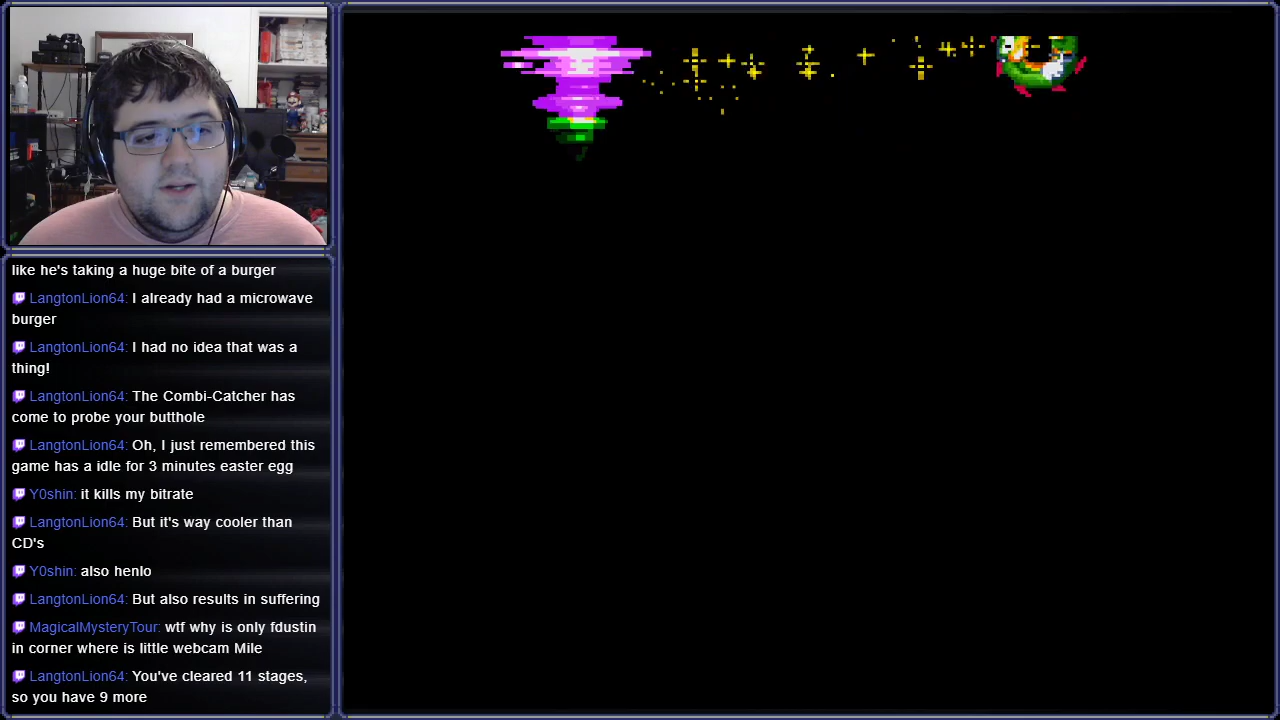 like he's taking a huge bite of a burger
LangtonLion64: I already had a microwave
burger
LangtonLion64: I had no idea that was a
thing!
LangtonLion64: The Combi-Catcher has
come to probe your butthole
LangtonLion64: Oh, I just remembered this
game has a idle for 3 minutes easter egg
Y0shin: it kills my bitrate
LangtonLion64: But it's way cooler than
CD's
Y0shin: also henlo
LangtonLion64: But also results in suffering
MagicalMysteryTour: wtf why is only fdustin
in corner where is little webcam Mile
LangtonLion64: You've cleared 11 stages,
so you have 9 more